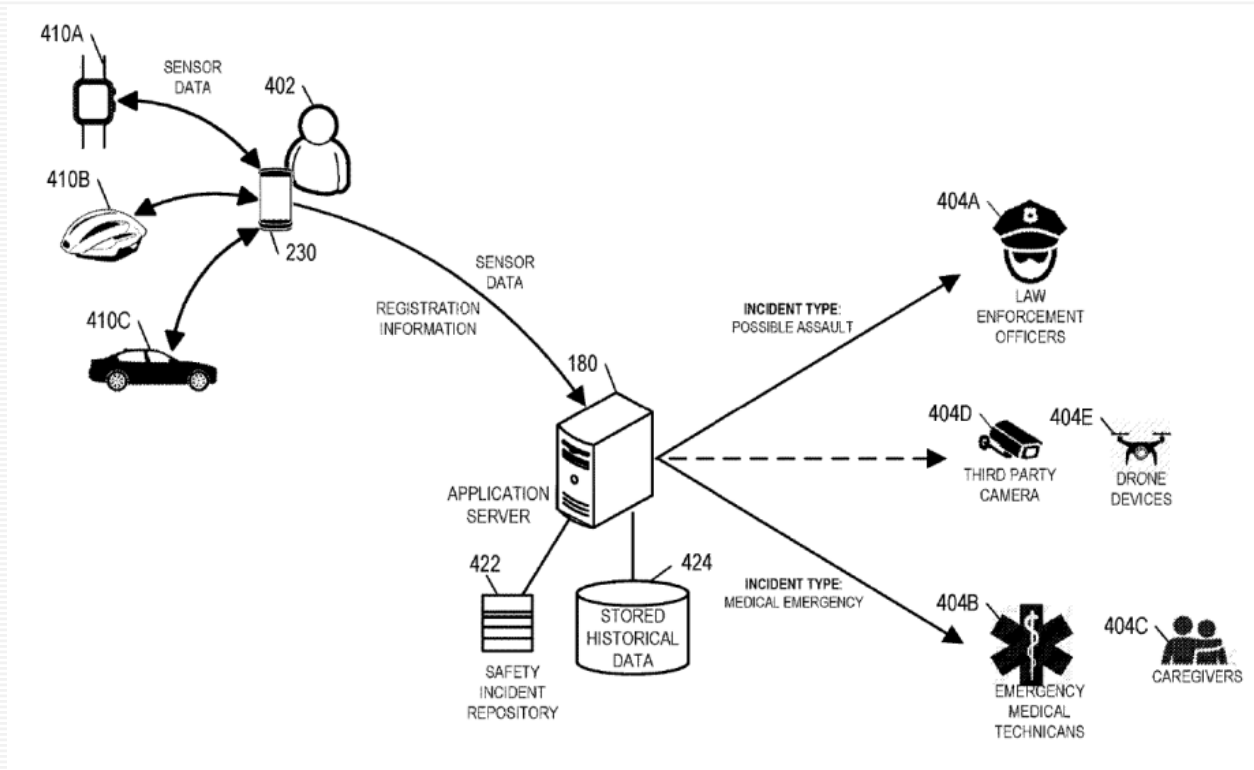 410A
SENSOR
DATA
402
410B
230
410C
SENSOR
DATA
REGISTRATION
INFORMATION
180
APPLICATION
SERVER
422
SAFETY
INCIDENT
REPOSITORY
424
STORED
HISTORICAL
DATA
INCIDENT TYPE:
POSSIBLE ASSAULT
404A
LAW
ENFORCEMENT
OFFICERS
404D
THIRD PARTY
CAMERA
404E
DRONE
DEVICES
INCIDENT TYPE:
MEDICAL EMERGENCY
404B
EMERGENCY
MEDICAL
TECHNICANS
404C
CAREGIVERS